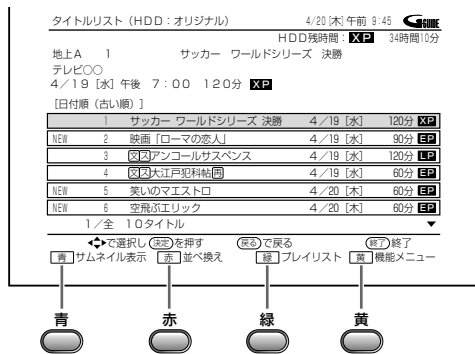 タイトルリスト（HDD：オリジナル） 4/20[木]午前 9:45 GGUIDE
HDD残時間：XP 34時間10分
地上A 1 サッカー ワールドシリーズ 決勝
テレビ○○
4／19［水］午後 7：00 120分 XP
[日付順（古い順）]
1 サッカー ワールドシリーズ 決勝 4／19［水］ 120分 XP
NEW 2 映画「ローマの恋人」 4／19［水］ 90分 EP
3 文スアンコールサスペンス 4／19［水］ 120分 LP
4 文ス大江戸犯科帖再 4／19［水］ 60分 EP
NEW 5 笑いのマエストロ 4／20［木］ 60分 EP
NEW 6 空飛ぶエリック 4／20［木］ 60分 EP
1／全 10タイトル ▼
で選択し 決定 を押す 戻る で戻る 終了 終了
青 サムネイル表示 赤 並べ換え 緑 プレイリスト 黄 機能メニュー
青 赤 緑 黄